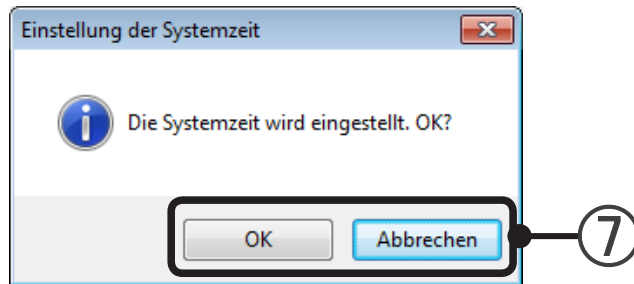 Einstellung der Systemzeit
Die Systemzeit wird eingestellt. OK?
OK Abbrechen
⑦